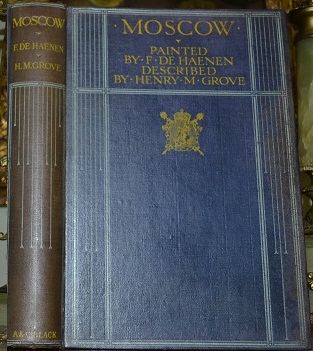 MOSCOW
F. DE HAENEN
H. M. GROVE
A & C BLACK
·MOSCOW·
PAINTED
BY·F·DE HAENEN
DESCRIBED
BY·HENRY·M·GROVE